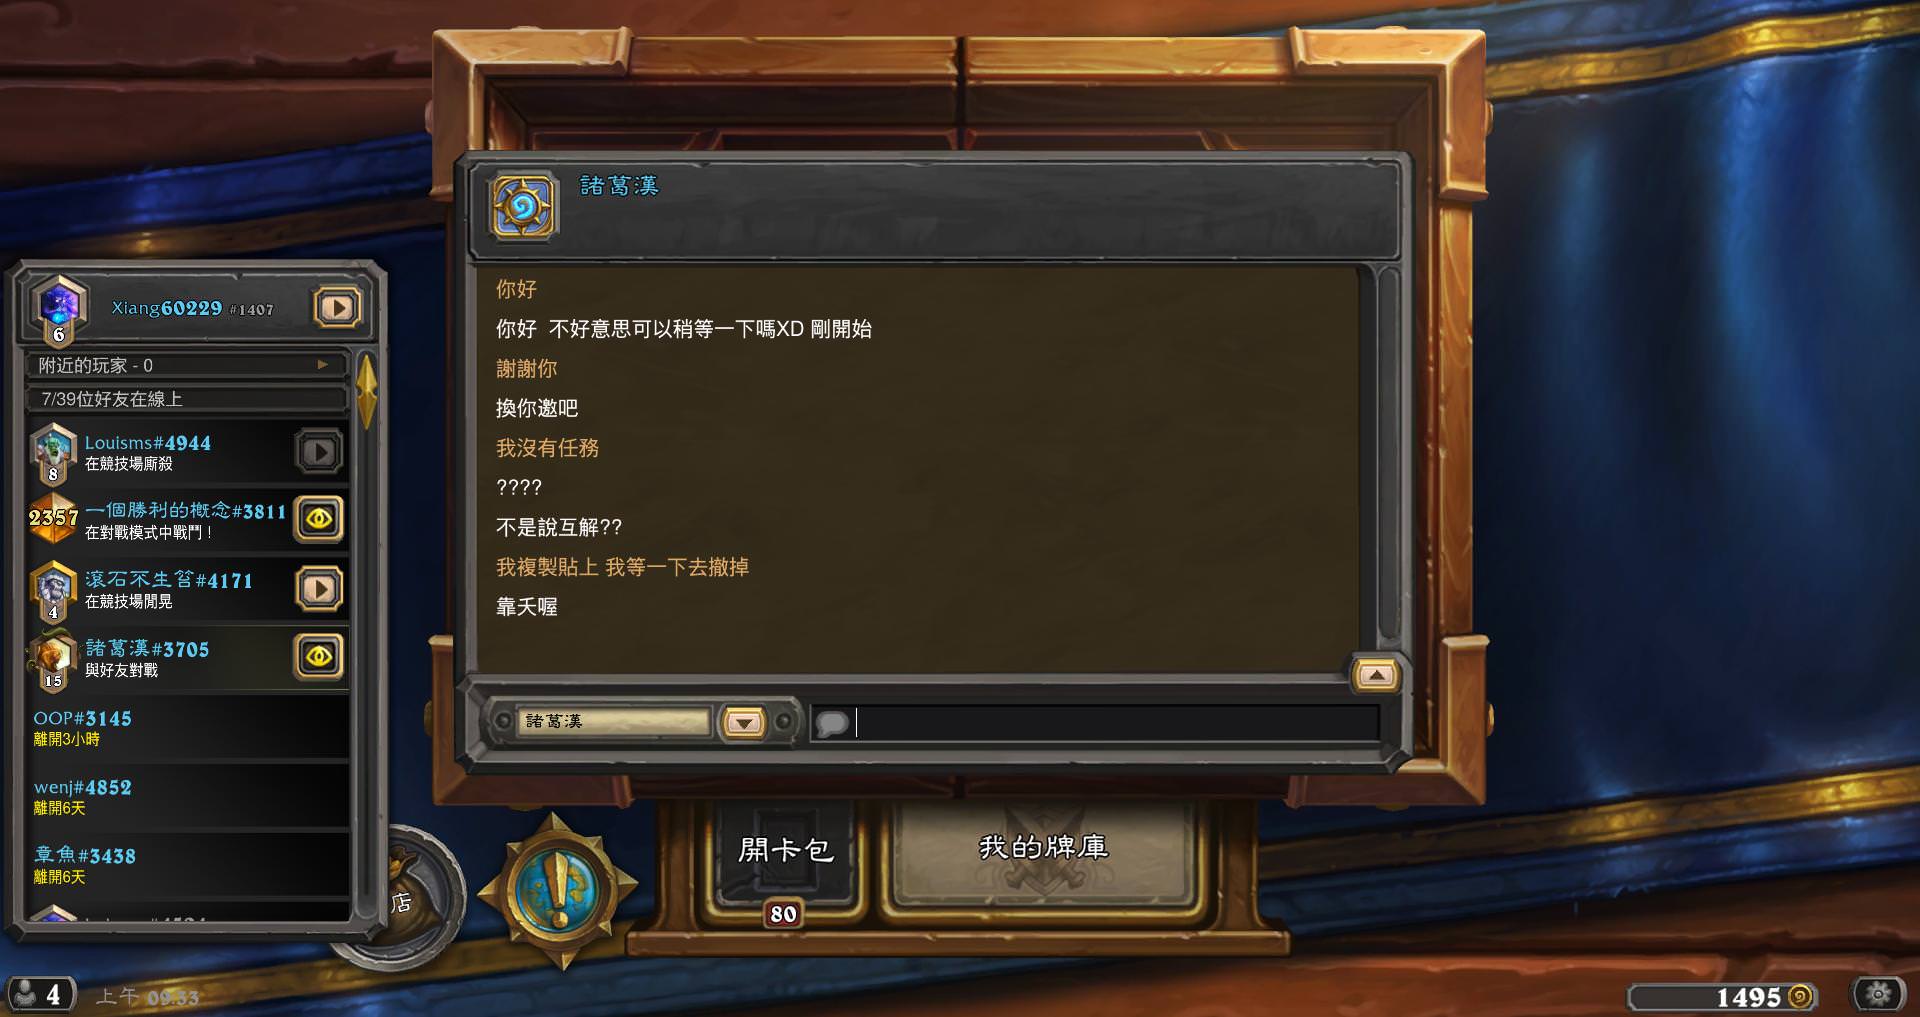 諸葛漢
你好
你好 不好意思可以稍等一下嗎XD 剛開始
謝謝你
換你邀吧
我沒有任務
????
不是說互解??
我複製貼上 我等一下去撤掉
靠夭喔
諸葛漢
Xiang60229 #1407
6
附近的玩家 - 0
7/39位好友在線上
Louisms#4944
在競技場廝殺
8
2357
一個勝利的概念#3811
在對戰模式中戰鬥！
滾石不生苔#4171
在競技場閒晃
4
諸葛漢#3705
與好友對戰
15
OOP#3145
離開3小時
wenj#4852
離開6天
章魚#3438
離開6天
店
開卡包
80
我的牌庫
4
上午 09:33
1495